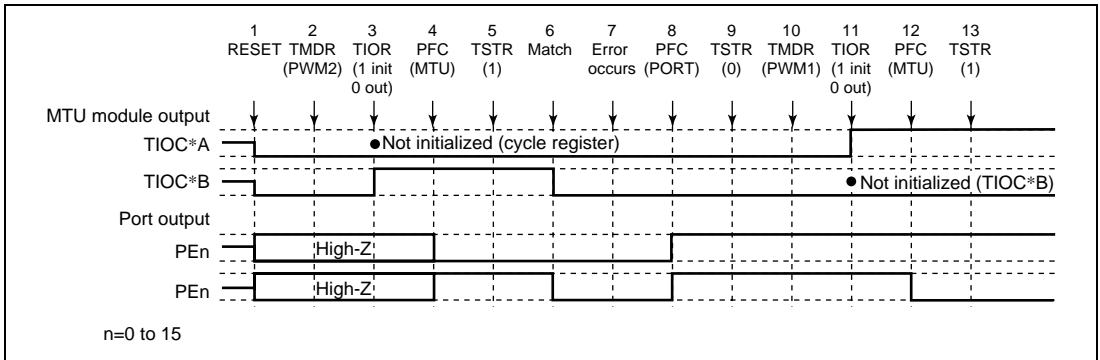 1 2 3 4 5 6 7 8 9 10 11 12 13
RESET TMDR TIOR PFC TSTR Match Error PFC TSTR TMDR TIOR PFC TSTR
(PWM2) (1 init (MTU) (1) occurs (PORT) (0) (PWM1) (1 init (MTU) (1)
0 out) 0 out)
MTU module output
TIOC*A ●Not initialized (cycle register)
TIOC*B ● Not initialized (TIOC*B)
Port output
PEn High-Z
PEn High-Z
n=0 to 15